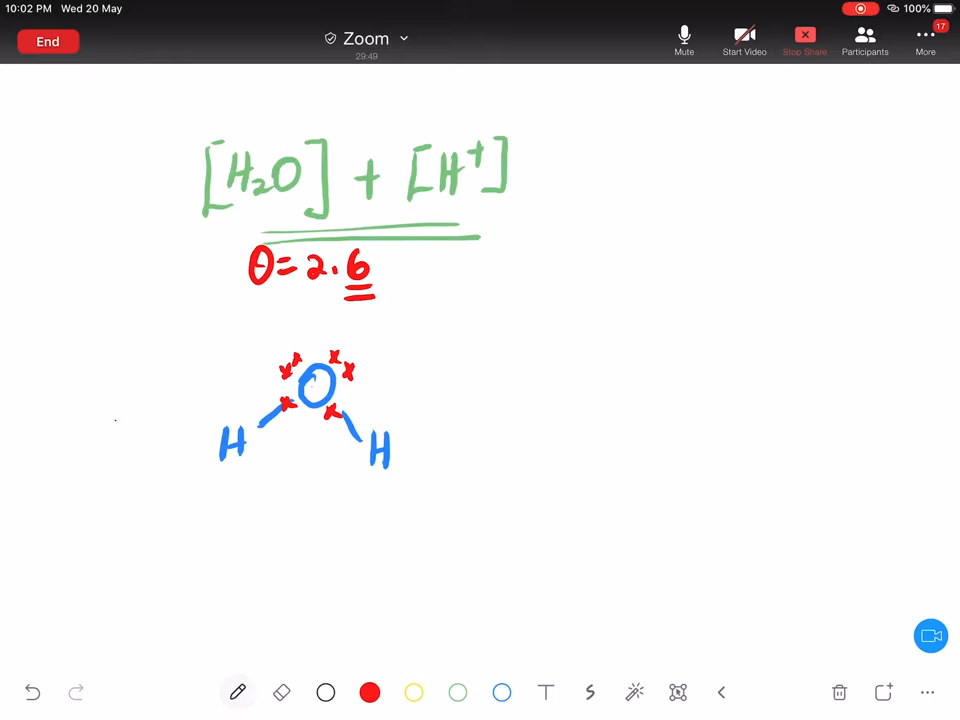 10:02 PM Wed 20 May
100%
End
Zoom
29:49
Mute
Start Video
Stop Share
Participants
17
More
[H₂O] + [H⁺]
θ = 2.6
O
H H
T